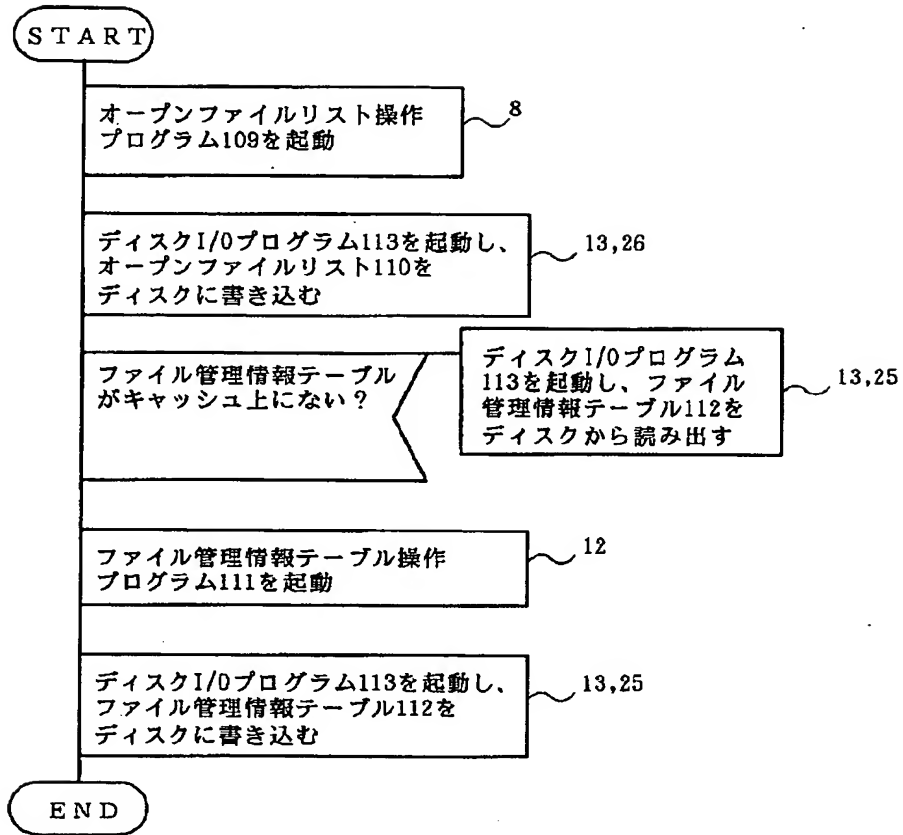 START
オープンファイルリスト操作
プログラム109を起動
8
ディスクI/Oプログラム113を起動し、
オープンファイルリスト110を
ディスクに書き込む
13,26
ファイル管理情報テーブル
がキャッシュ上にない？
ディスクI/Oプログラム
113を起動し、ファイル
管理情報テーブル112を
ディスクから読み出す
13,25
ファイル管理情報テーブル操作
プログラム111を起動
12
ディスクI/Oプログラム113を起動し、
ファイル管理情報テーブル112を
ディスクに書き込む
13,25
END